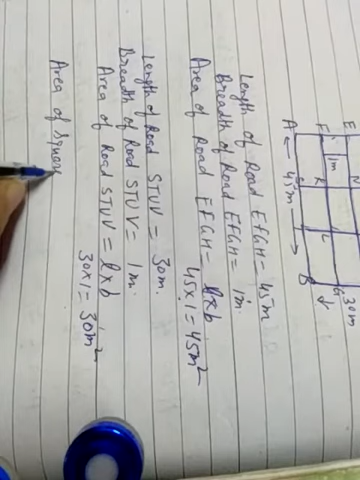 E
F
N
1m
K
A ← 45m → B
L
G 30m
Length of Road EFGH = 45m
Breadth of Road EFGH = 1m.
Area of Road EFGH = l×b
45×1 = 45m²
Length of Road STUV = 30m.
Breadth of Road STUV = 1m.
Area of Road STUV = l×b
30×1 = 30m²
Area of Square